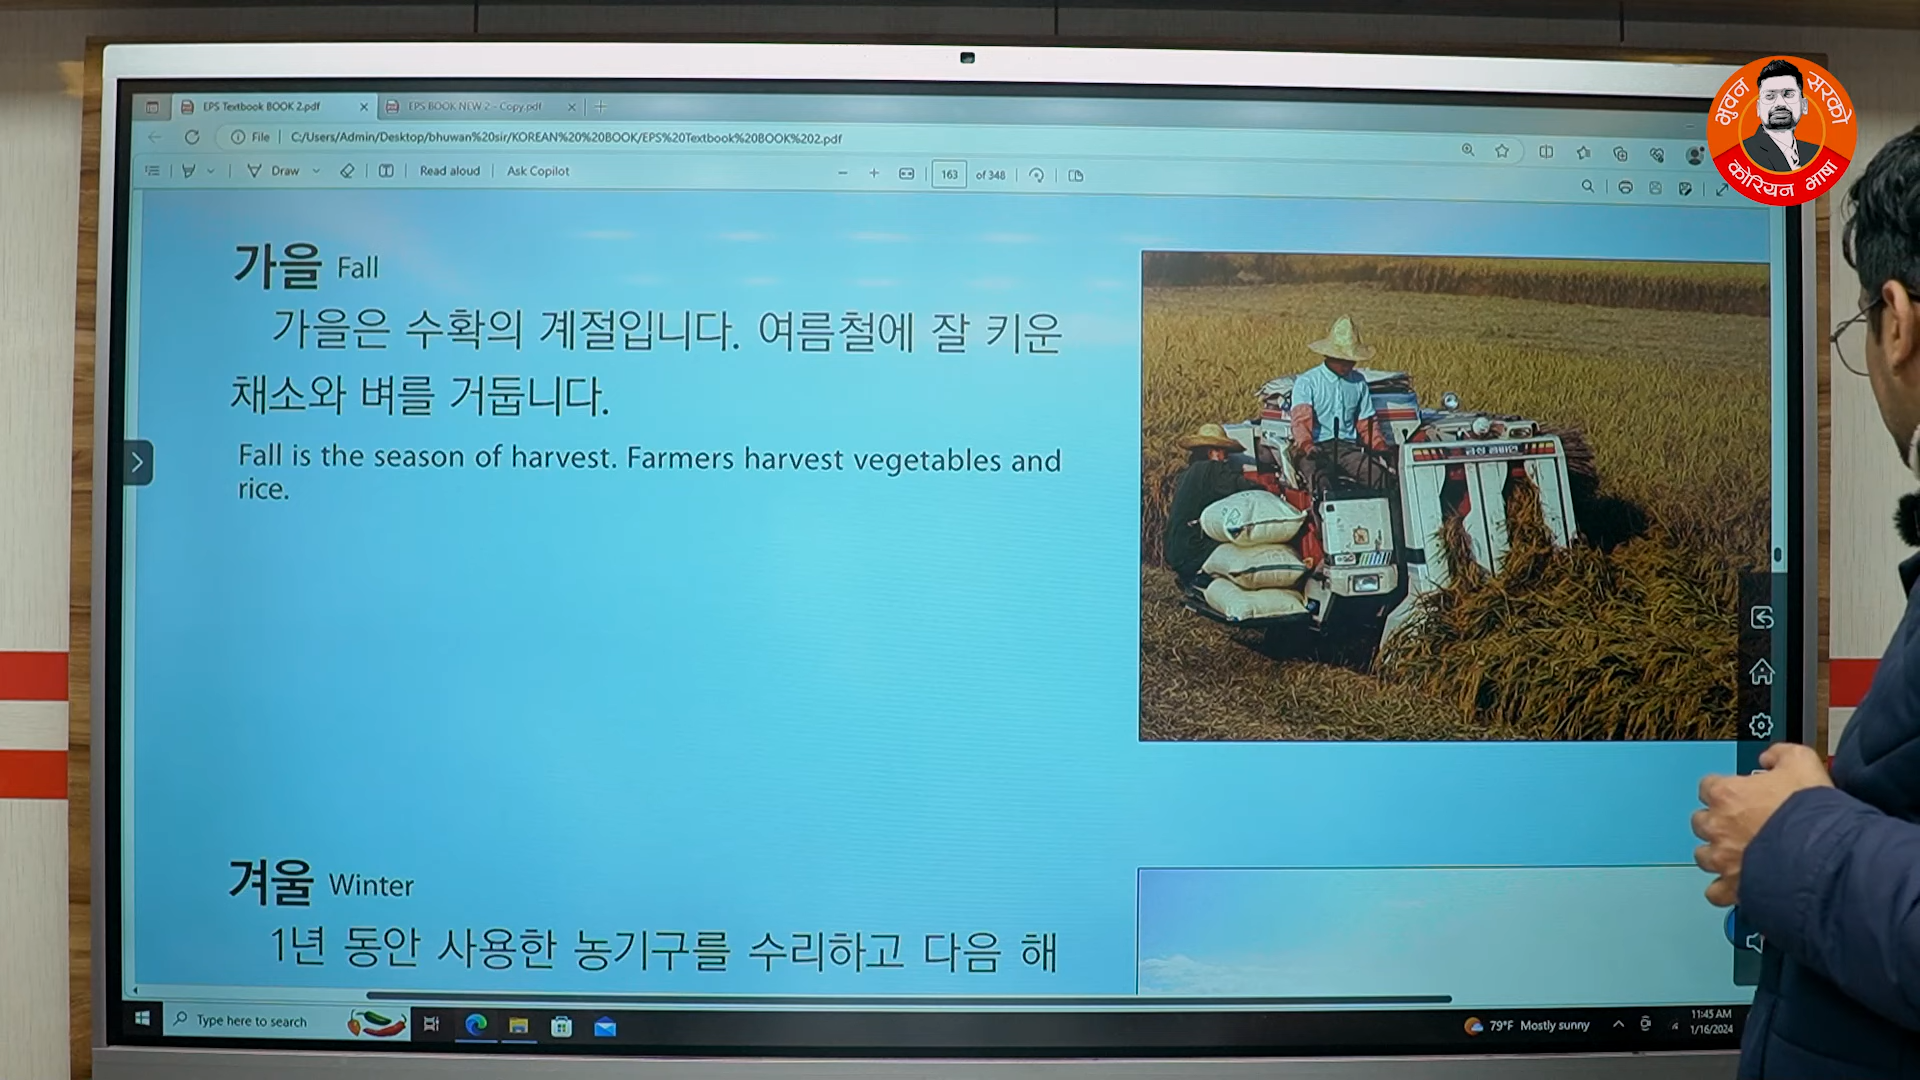 EPS Textbook BOOK 2.pdf
EPS BOOK NEW 2 - Copy.pdf
File
C:/Users/Admin/Desktop/bhuwan%20sir/KOREAN%20%20BOOK/EPS%20Textbook%20BOOK%202.pdf
Draw
Read aloud
Ask Copilot
163 of 348
भुवन सरको
कोरियन भाषा
가을 Fall
가을은 수확의 계절입니다. 여름철에 잘 키운
채소와 벼를 거둡니다.
Fall is the season of harvest. Farmers harvest vegetables and
rice.
겨울 Winter
1년 동안 사용한 농기구를 수리하고 다음 해
Type here to search
79°F Mostly sunny
11:45 AM
1/16/2024